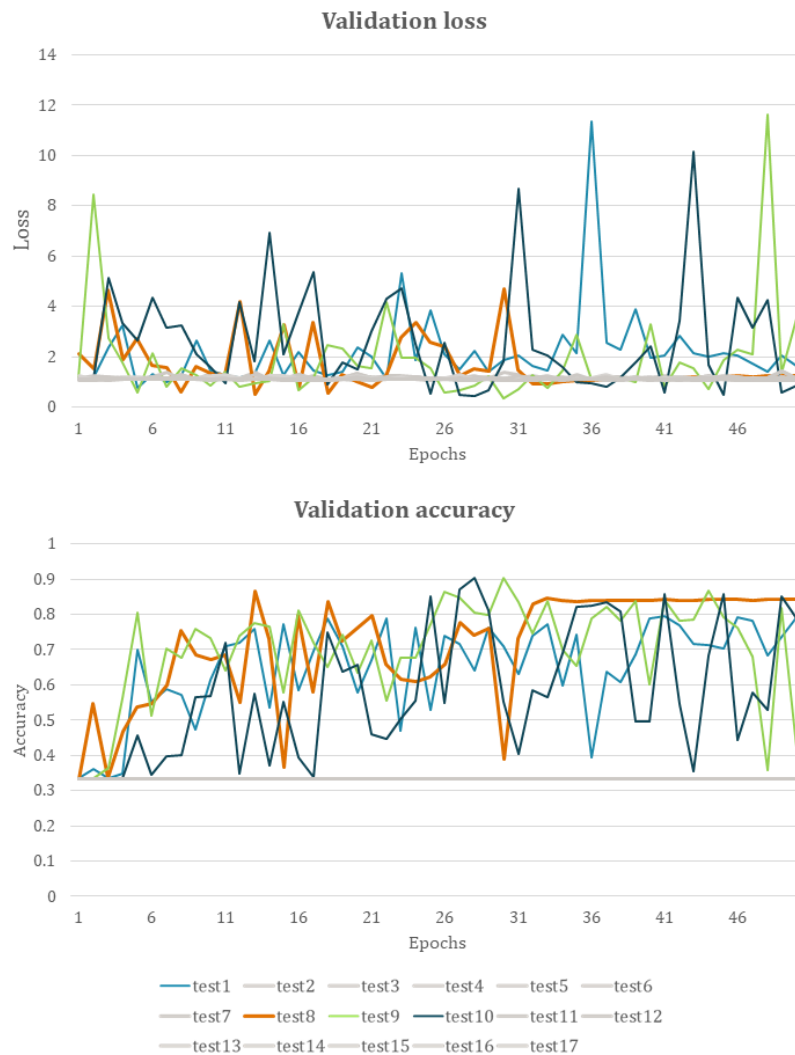 Validation loss
14
12
10
8
6
4
2
0
Loss
1 6 11 16 21 26 31 36 41 46
Epochs
Validation accuracy
1
0.9
0.8
0.7
0.6
0.5
0.4
0.3
0.2
0.1
0
Accuracy
1 6 11 16 21 26 31 36 41 46
Epochs
test1 test2 test3 test4 test5 test6
test7 test8 test9 test10 test11 test12
test13 test14 test15 test16 test17